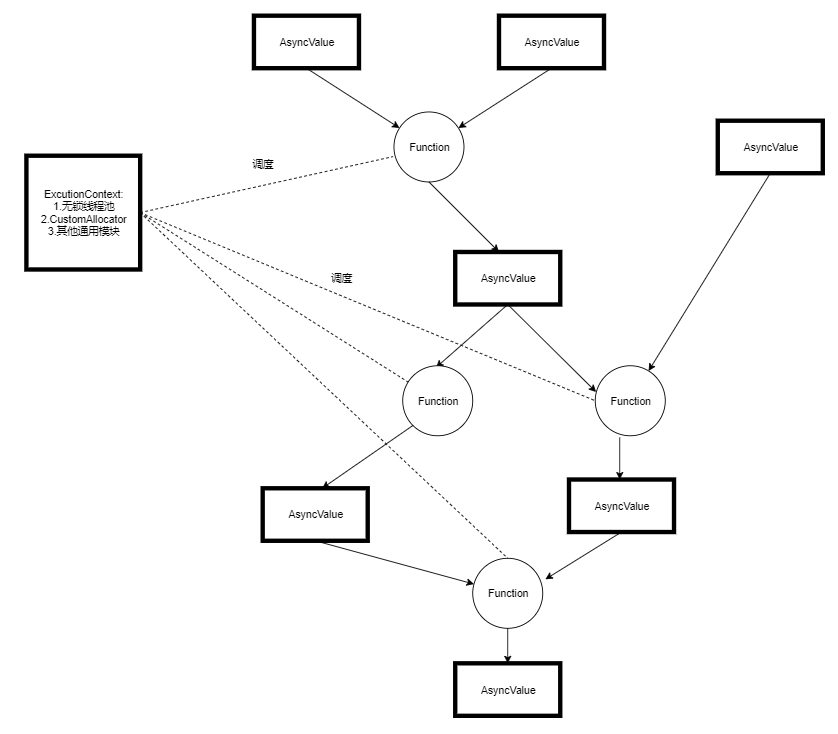 AsyncValue
AsyncValue
Function
AsyncValue
调度
ExcutionContext:
1.无锁线程池
2.CustomAllocator
3.其他通用模块
AsyncValue
调度
Function
Function
AsyncValue
AsyncValue
Function
AsyncValue